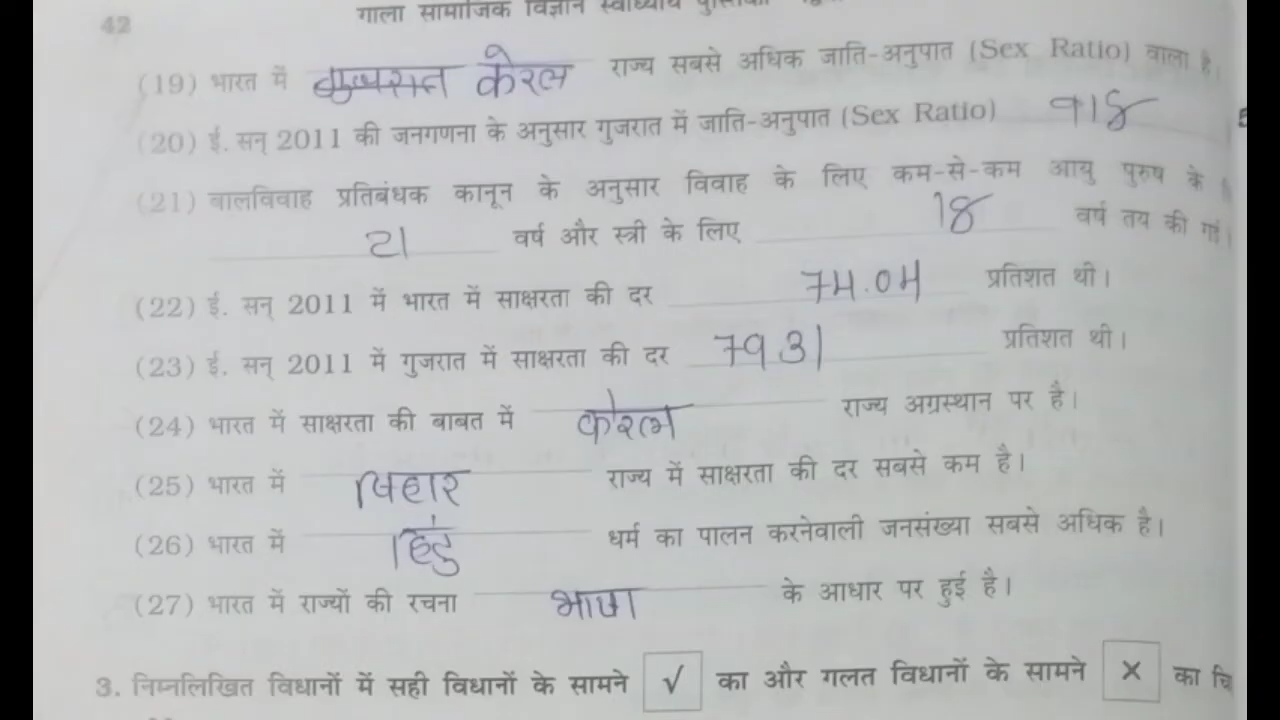 42 गाला सामाजिक विज्ञान स्वाध्याय पुस्तिका
(19) भारत में गुजरात केरल राज्य सबसे अधिक जाति-अनुपात (Sex Ratio) वाला है
(20) ई. सन् 2011 की जनगणना के अनुसार गुजरात में जाति-अनुपात (Sex Ratio) 918
(21) बालविवाह प्रतिबंधक कानून के अनुसार विवाह के लिए कम-से-कम आयु पुरुष के
21 वर्ष और स्त्री के लिए 18 वर्ष तय की
(22) ई. सन् 2011 में भारत में साक्षरता की दर 74.04 प्रतिशत थी।
(23) ई. सन् 2011 में गुजरात में साक्षरता की दर 79 31 प्रतिशत थी।
(24) भारत में साक्षरता की बाबत में केरल राज्य अग्रस्थान पर है।
(25) भारत में बिहार राज्य में साक्षरता की दर सबसे कम है।
(26) भारत में हिंदु धर्म का पालन करनेवाली जनसंख्या सबसे अधिक है।
(27) भारत में राज्यों की रचना भाषा के आधार पर हुई है।
3. निम्नलिखित विधानों में सही विधानों के सामने √ का और गलत विधानों के सामने × का